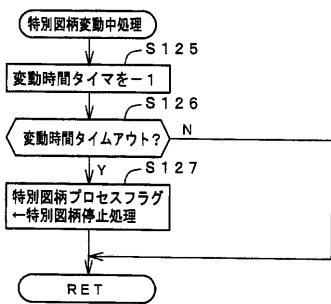 特別図柄変動中処理
S125
変動時間タイマを－1
S126
変動時間タイムアウト?
N
Y
S127
特別図柄プロセスフラグ
←特別図柄停止処理
RET